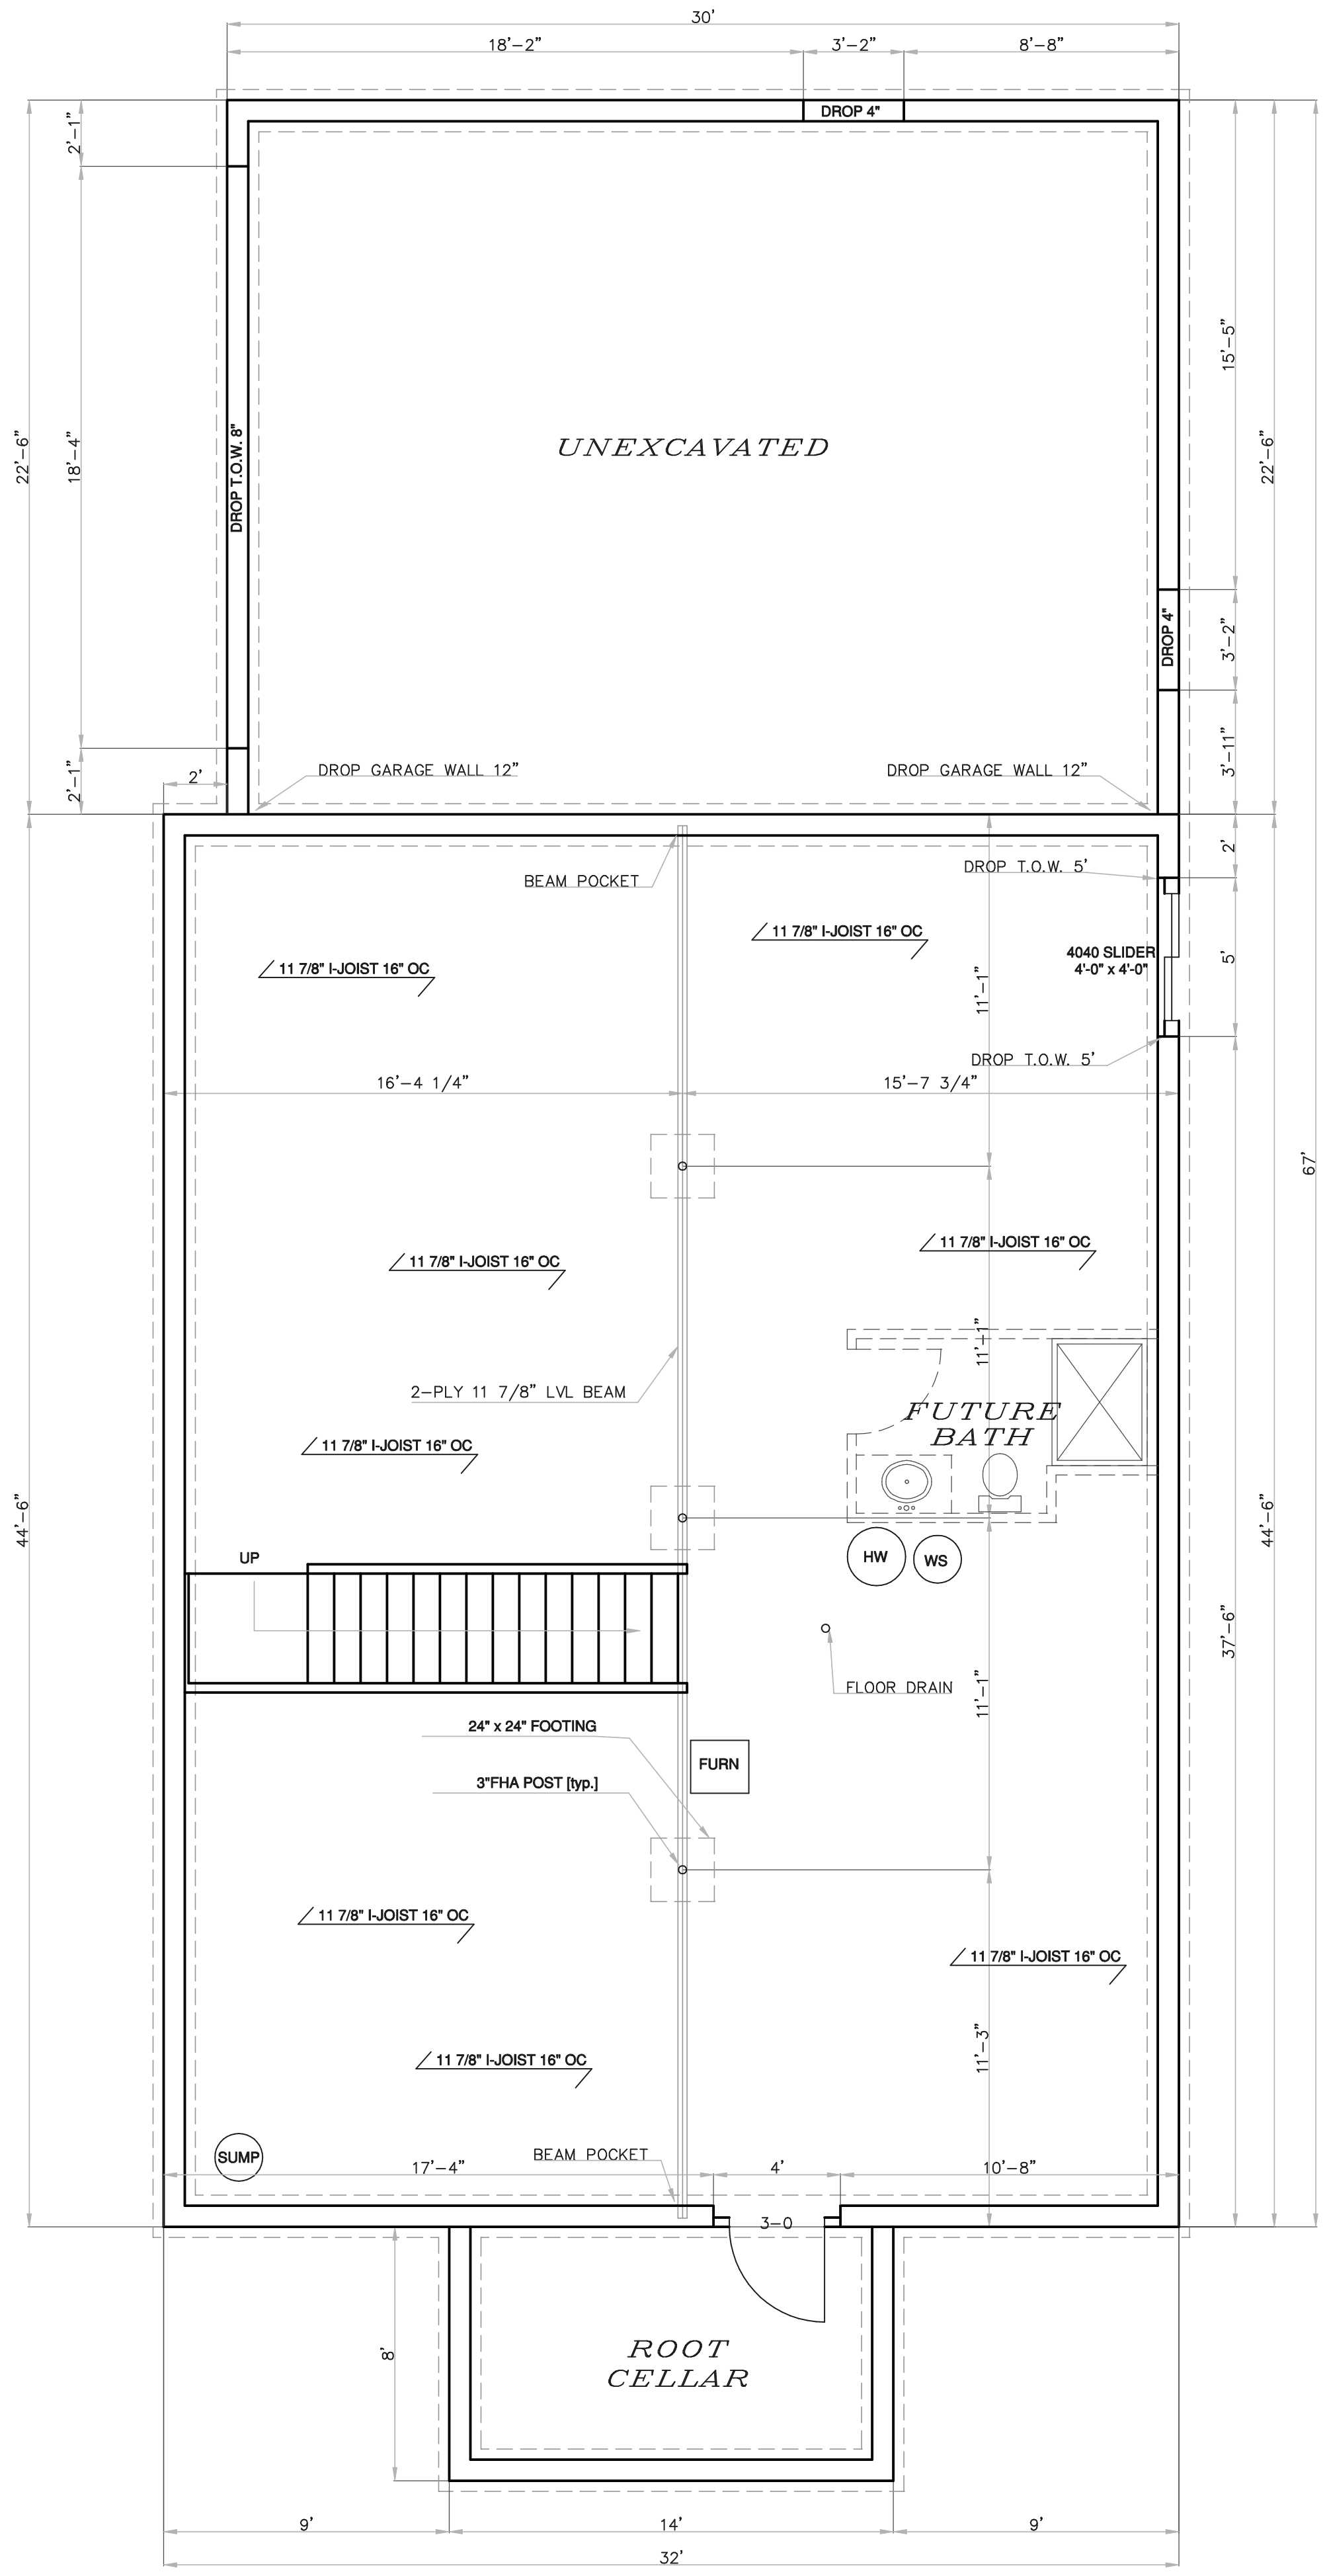 30'
18'-2"
3'-2"
8'-8"
DROP 4"
2'-1"
15'-5"
22'-6"
18'-4"
DROP T.O.W. 8"
UNEXCAVATED
22'-6"
DROP 4"
3'-2"
3'-11"
2'-1"
2'
DROP GARAGE WALL 12"
DROP GARAGE WALL 12"
2'
DROP T.O.W. 5'
BEAM POCKET
11 7/8" I-JOIST 16" OC
11 7/8" I-JOIST 16" OC
4040 SLIDER
4'-0" x 4'-0"
5'
11'-1"
DROP T.O.W. 5'
16'-4 1/4"
15'-7 3/4"
67'
11 7/8" I-JOIST 16" OC
11 7/8" I-JOIST 16" OC
11'-1"
2-PLY 11 7/8" LVL BEAM
FUTURE
BATH
11 7/8" I-JOIST 16" OC
44'-6"
44'-6"
UP
HW
WS
37'-6"
FLOOR DRAIN
11'-1"
24" x 24" FOOTING
FURN
3"FHA POST [typ.]
11 7/8" I-JOIST 16" OC
11 7/8" I-JOIST 16" OC
11'-3"
11 7/8" I-JOIST 16" OC
SUMP
BEAM POCKET
17'-4"
4'
10'-8"
3-0
8'
ROOT
CELLAR
9'
14'
9'
32'